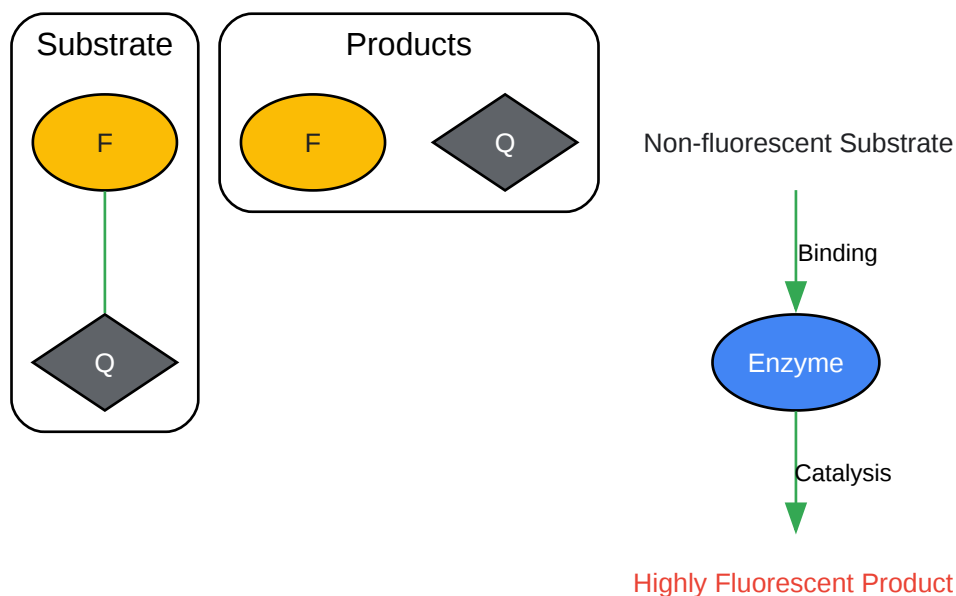 Substrate
F
Q
Products
F
Q
Non-fluorescent Substrate
Binding
Enzyme
Catalysis
Highly Fluorescent Product